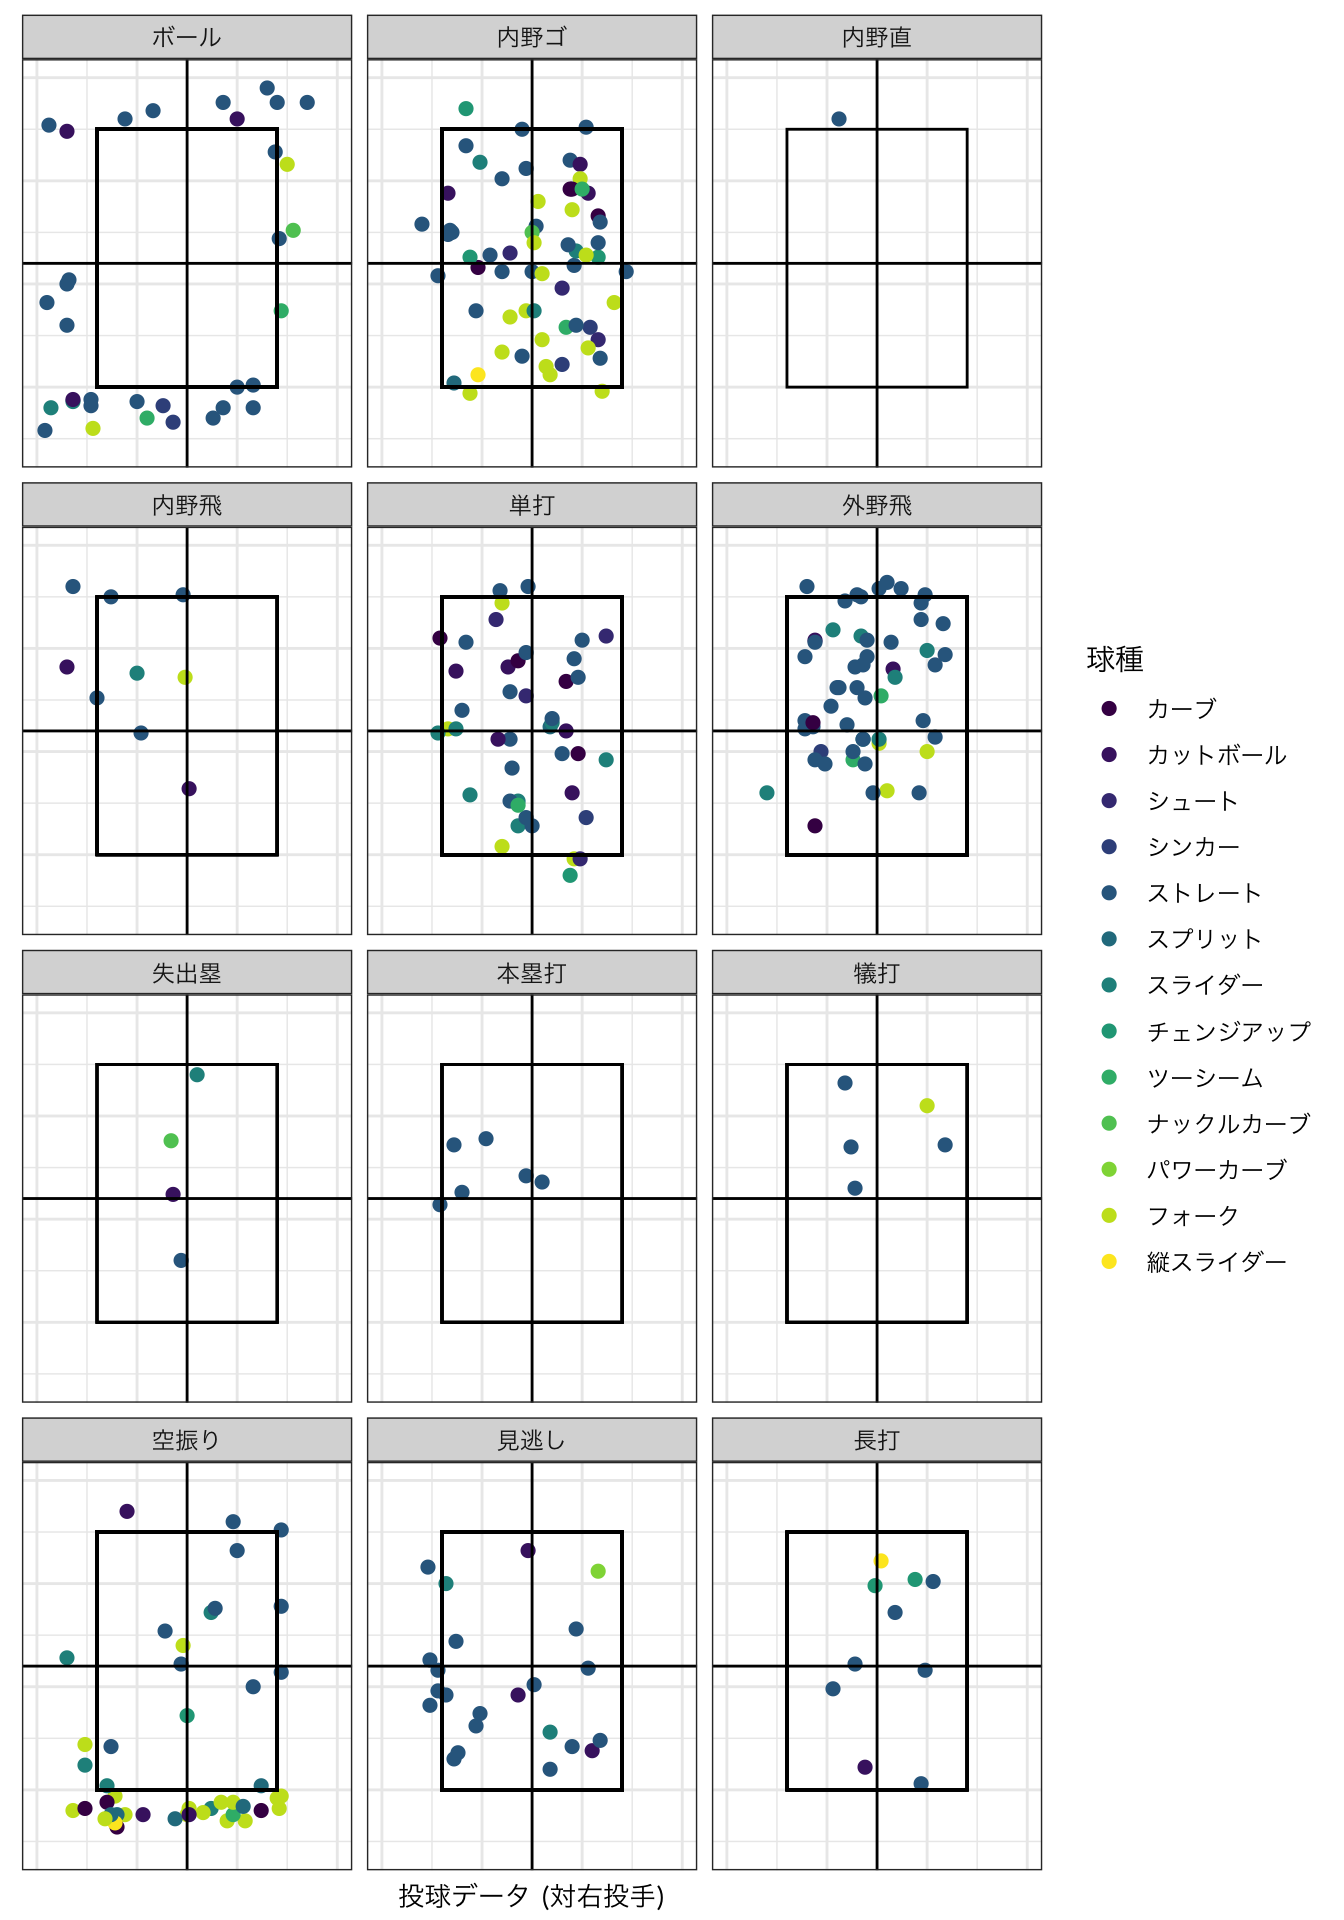 ボール
内野ゴ
内野直
内野飛
単打
外野飛
失出塁
本塁打
犠打
空振り
見逃し
長打
投球データ (対右投手)
球種
カーブ
カットボール
シュート
シンカー
ストレート
スプリット
スライダー
チェンジアップ
ツーシーム
ナックルカーブ
パワーカーブ
フォーク
縦スライダー